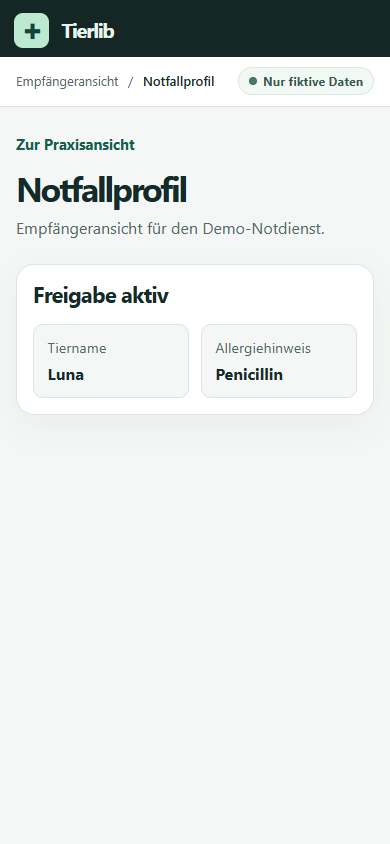 Tierlib
Empfängeransicht / Notfallprofil
Nur fiktive Daten
Zur Praxisansicht
Notfallprofil
Empfängeransicht für den Demo-Notdienst.
Freigabe aktiv
Tiername
Luna
Allergiehinweis
Penicillin